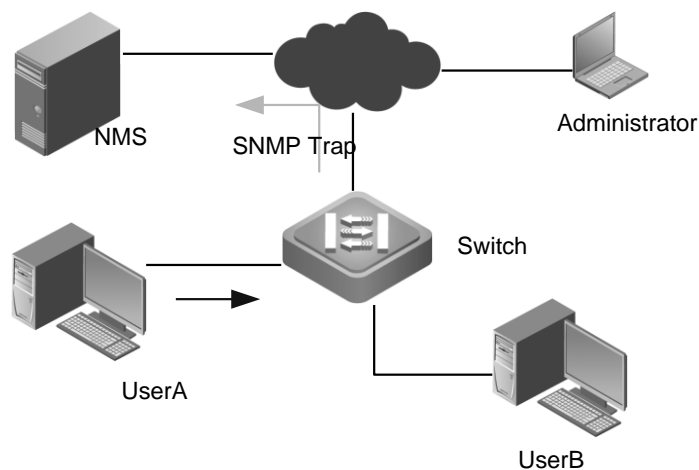 NMS
SNMP Trap
Administrator
Switch
UserA
UserB